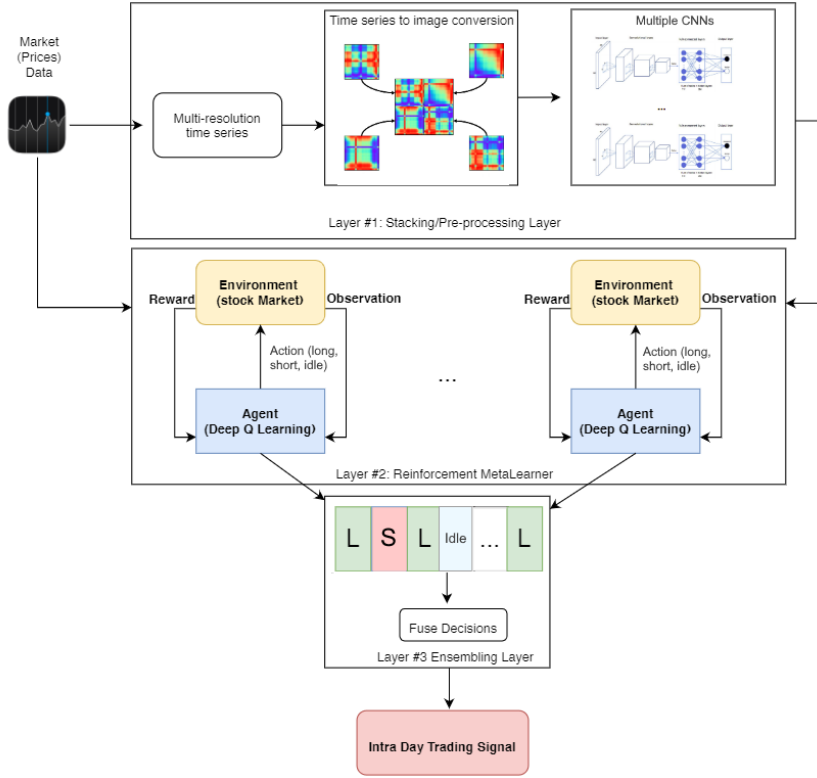 Market
(Prices)
Data
Time series to image conversion
Multiple CNNs
Multi-resolution
time series
...
Layer #1: Stacking/Pre-processing Layer
Environment
(stock Market)
Reward
Observation
Action (long,
short, idle)
Agent
(Deep Q Learning)
...
Environment
(stock Market)
Reward
Observation
Action (long,
short, idle)
Agent
(Deep Q Learning)
Layer #2: Reinforcement MetaLearner
L S L Idle ... L
Fuse Decisions
Layer #3 Ensembling Layer
Intra Day Trading Signal